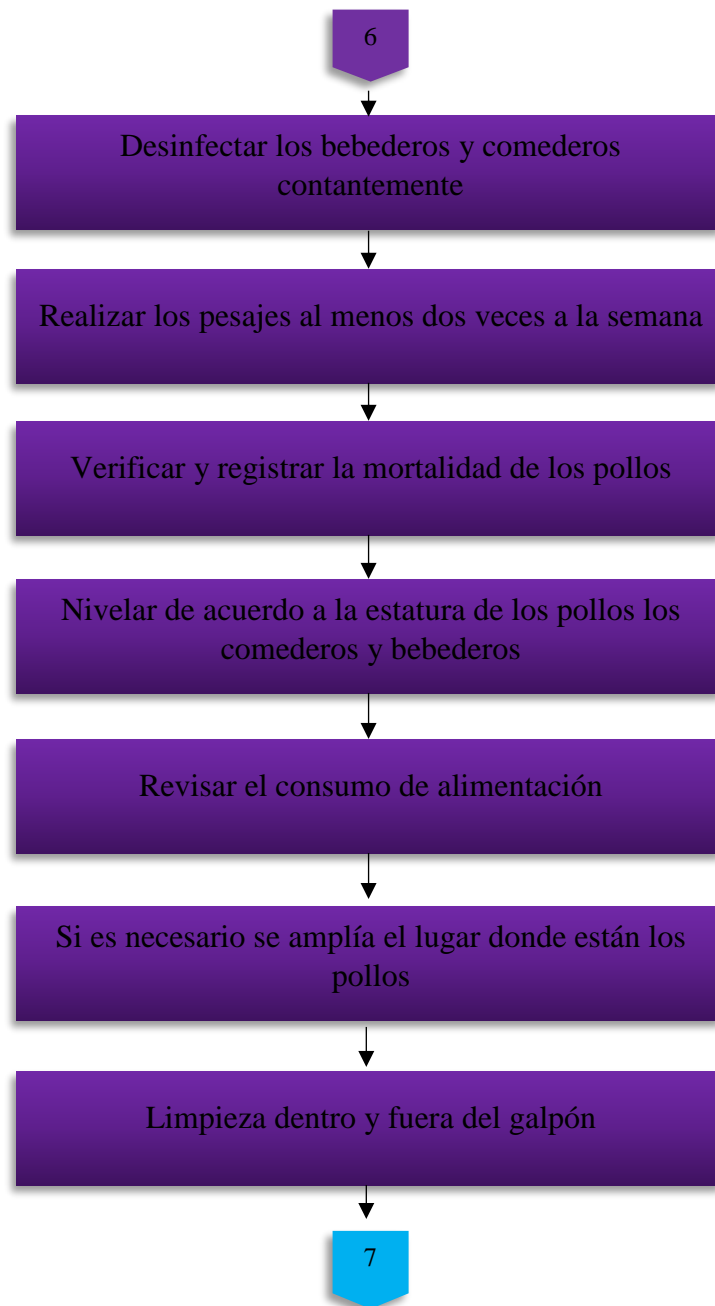 6
Desinfectar los bebederos y comederos
contantemente
Realizar los pesajes al menos dos veces a la semana
Verificar y registrar la mortalidad de los pollos
Nivelar de acuerdo a la estatura de los pollos los
comederos y bebederos
Revisar el consumo de alimentación
Si es necesario se amplía el lugar donde están los
pollos
Limpieza dentro y fuera del galpón
7